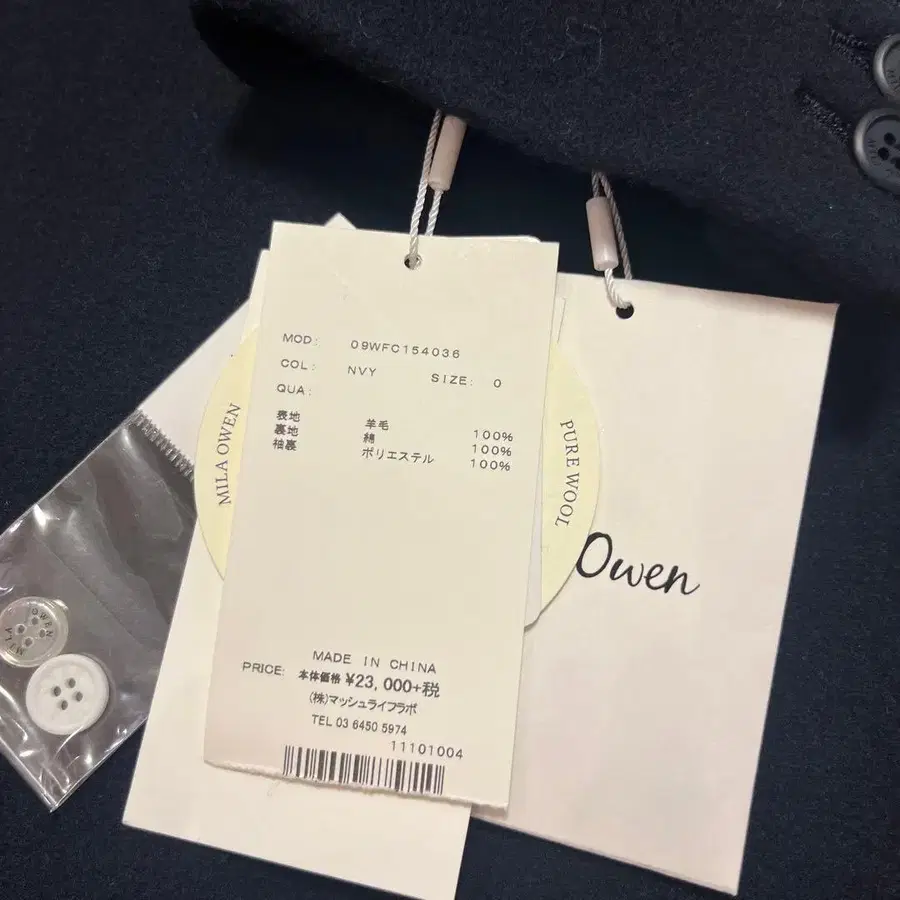 MOD: 09WFC154036
COL: NVY SIZE: 0
QUA:
表地 羊毛 100%
裏地 綿 100%
袖裏 ポリエステル 100%
MADE IN CHINA
PRICE: 本体価格 ¥23,000+税
(株)マッシュライフラボ
TEL 03 6450 5974
11101004
MILA OWEN
PURE WOOL
Owen
MILA OWEN